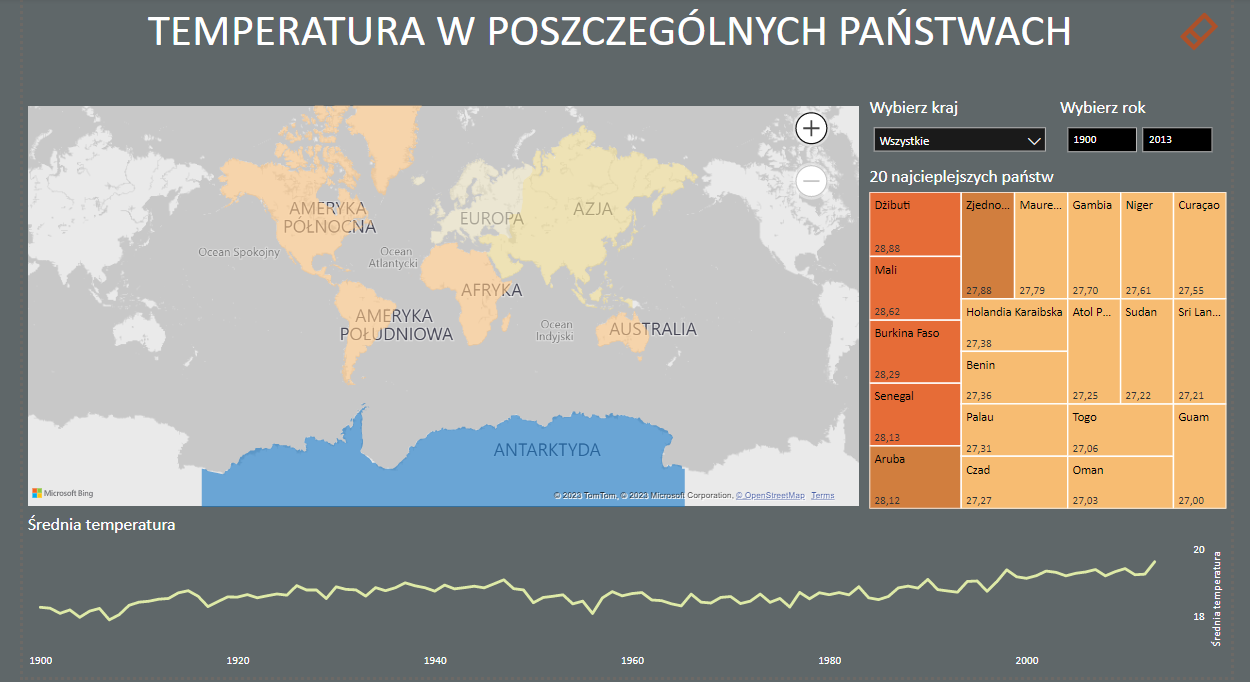 TEMPERATURA W POSZCZEGÓLNYCH PAŃSTWACH
Wybierz kraj
Wybierz rok
Wszystkie
1900
2013
AMERYKA
PÓŁNOCNA
EUROPA
AZJA
Ocean Spokojny
Ocean
Atlantycki
AFRYKA
AMERYKA
POŁUDNIOWA
Ocean
Indyjski
AUSTRALIA
ANTARKTYDA
Microsoft Bing
© 2023 TomTom, © 2023 Microsoft Corporation, © OpenStreetMap Terms
20 najcieplejszych państw
Dżibuti
28,88
Mali
28,62
Burkina Faso
28,29
Senegal
28,13
Aruba
28,12
Zjedno...
27,88
Maure...
27,79
Gambia
27,70
Niger
27,61
Curaçao
27,55
Holandia Karaibska
27,38
Benin
27,36
Palau
27,31
Czad
27,27
Atol P...
27,25
Sudan
27,22
Sri Lan...
27,21
Togo
27,06
Oman
27,03
Guam
27,00
Średnia temperatura
20
18
Średnia temperatura
1900
1920
1940
1960
1980
2000